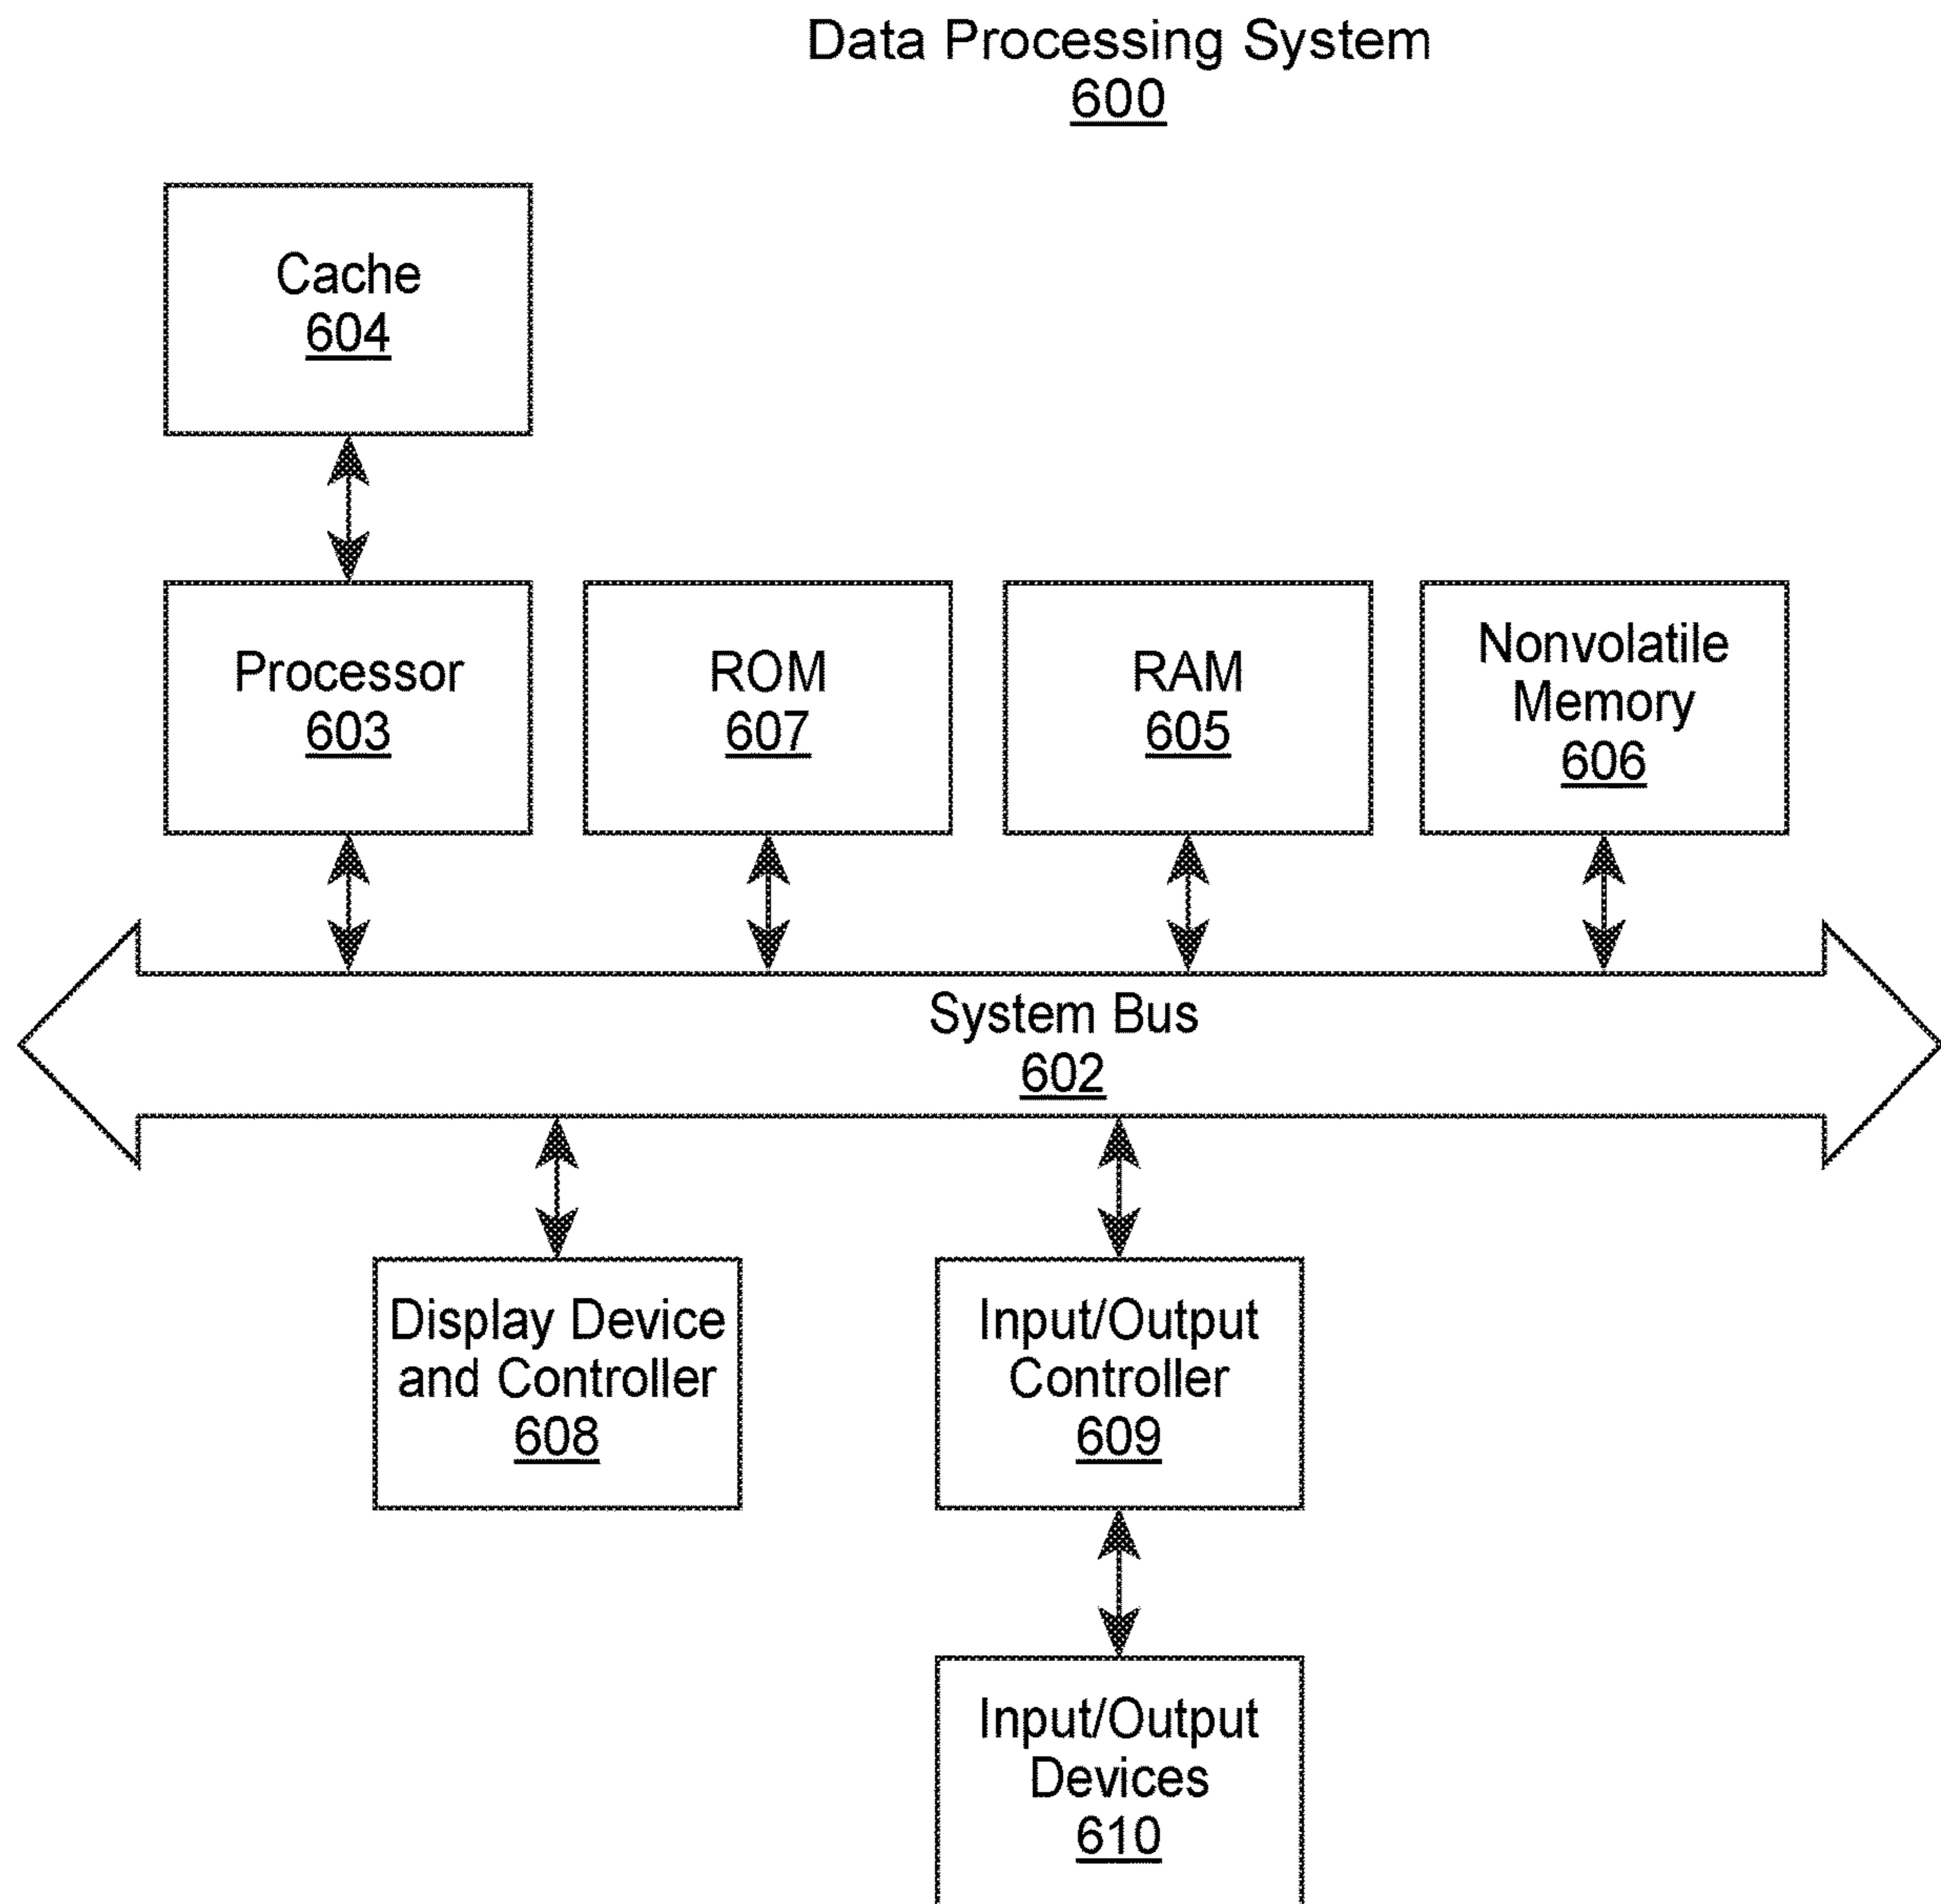 Data Processing System
600
Cache
604
Processor
603
ROM
607
RAM
605
Nonvolatile
Memory
606
System Bus
602
Display Device
and Controller
608
Input/Output
Controller
609
Input/Output
Devices
610